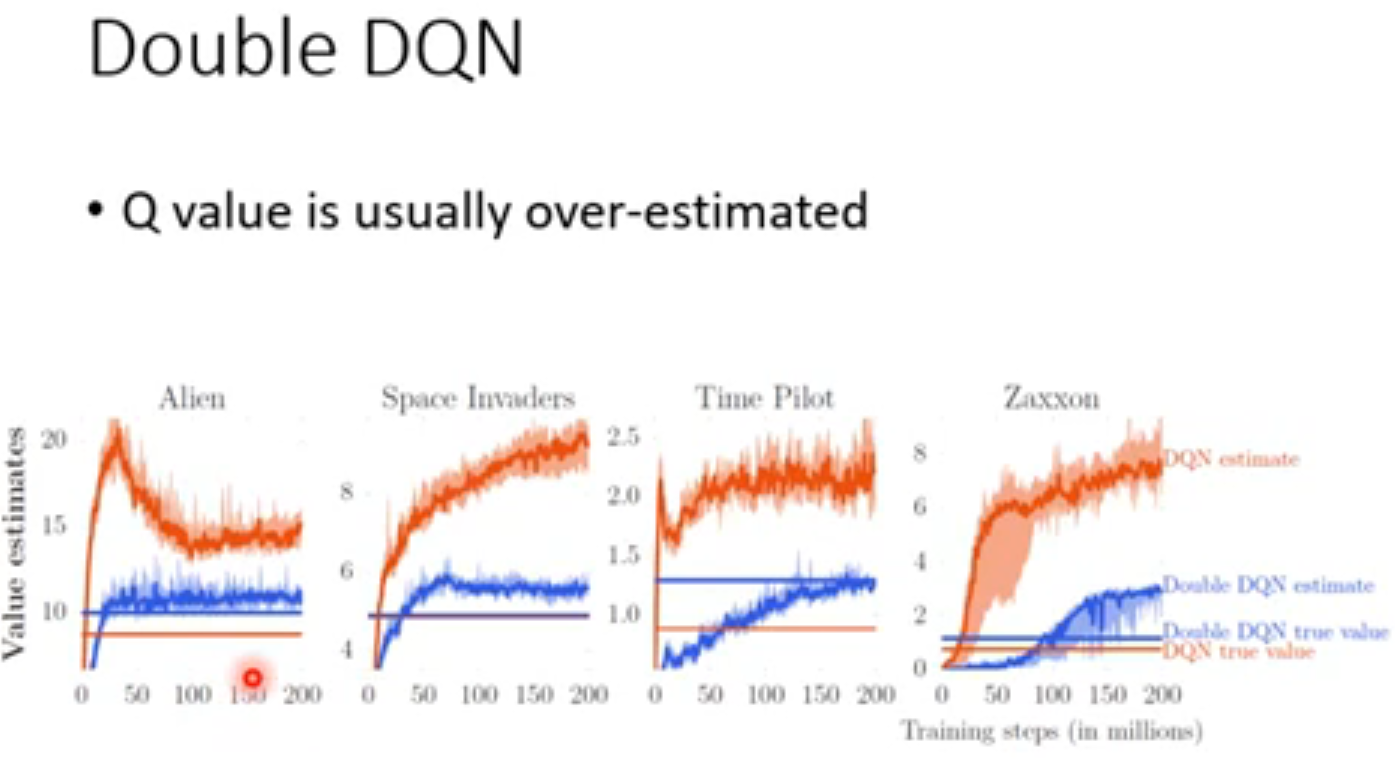 Double DQN
• Q value is usually over-estimated
Alien
Space Invaders
Time Pilot
Zaxxon
Value estimates
20
15
10
0 50 100 150 200
8
6
4
0 50 100 150 200
2.5
2.0
1.5
1.0
0 50 100 150 200
8
6
4
2
0
0 50 100 150 200
DQN estimate
Double DQN estimate
Double DQN true value
DQN true value
Training steps (in millions)